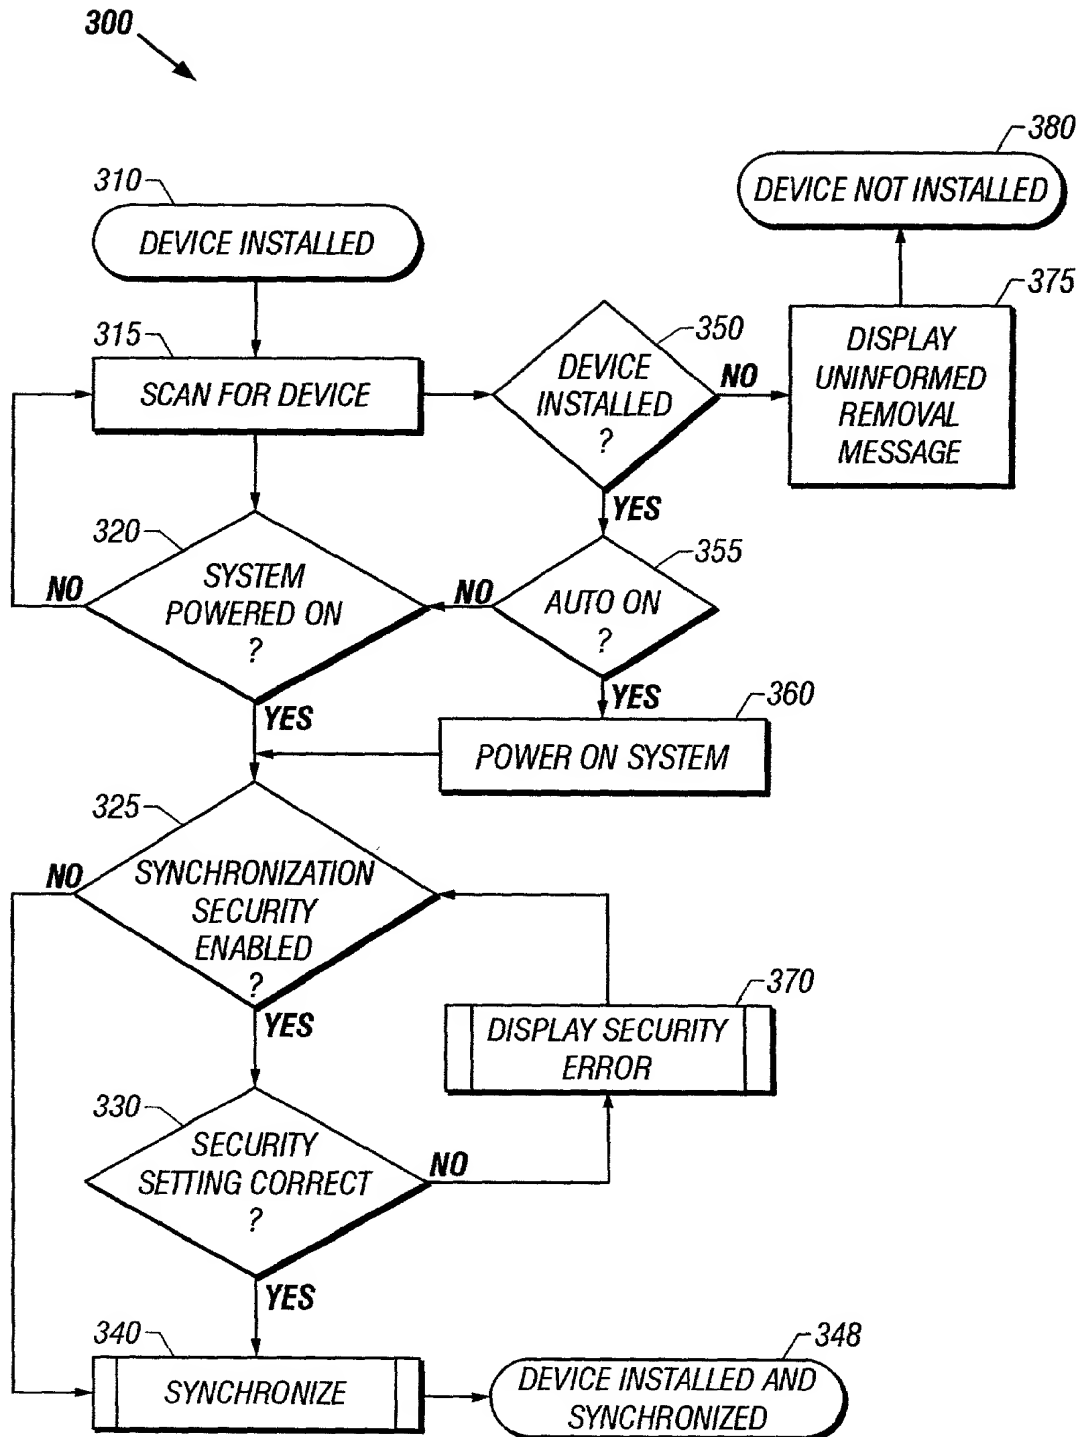 300
380
DEVICE NOT INSTALLED
310
DEVICE INSTALLED
375
DISPLAY
UNINFORMED
REMOVAL
MESSAGE
350
DEVICE
INSTALLED
?
NO
YES
315
SCAN FOR DEVICE
320
SYSTEM
POWERED ON
?
NO
YES
355
AUTO ON
?
NO
YES
360
POWER ON SYSTEM
325
SYNCHRONIZATION
SECURITY
ENABLED
?
NO
YES
370
DISPLAY SECURITY
ERROR
330
SECURITY
SETTING CORRECT
?
NO
YES
340
SYNCHRONIZE
348
DEVICE INSTALLED AND
SYNCHRONIZED